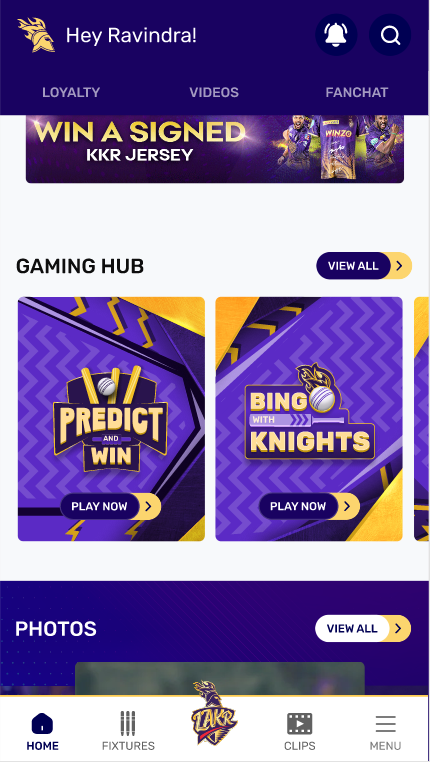 Hey Ravindra!
LOYALTY
VIDEOS
FANCHAT
WIN A SIGNED
KKR JERSEY
WINZO
GAMING HUB
VIEW ALL
PREDICT
AND
WIN
PLAY NOW
BINGO
WITH
KNIGHTS
PLAY NOW
PHOTOS
VIEW ALL
LAKR
HOME
FIXTURES
CLIPS
MENU